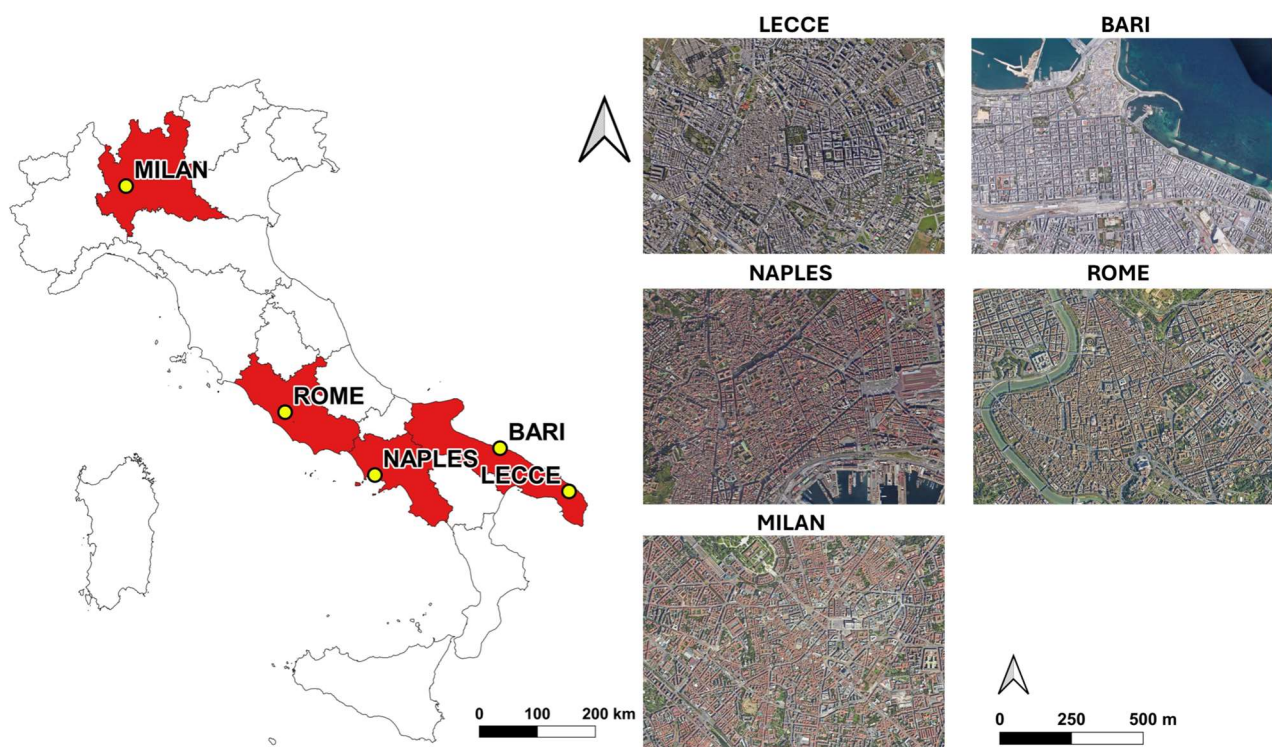 MILAN
ROME
BARI
NAPLES
LECCE
0 100 200 km
LECCE
BARI
NAPLES
ROME
MILAN
0 250 500 m